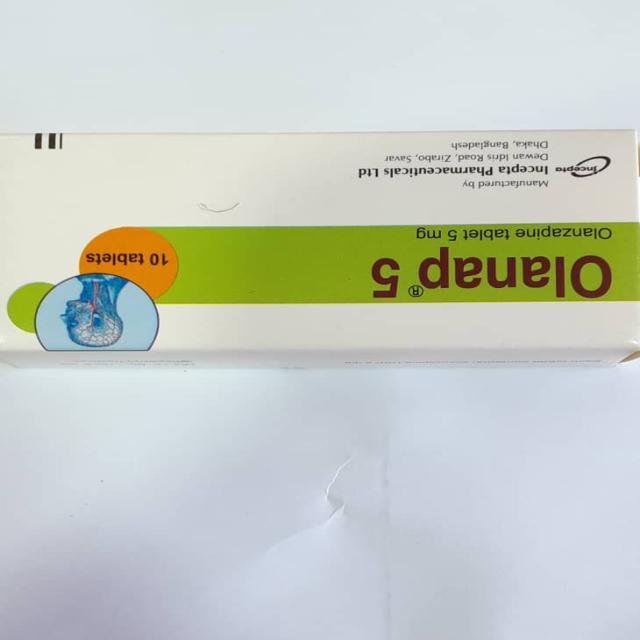 Olanap® 5
Olanzapine tablet 5 mg
10 tablets
Incepta
Manufactured by
Incepta Pharmaceuticals Ltd
Dewan Idris Road, Zirabo, Savar
Dhaka, Bangladesh